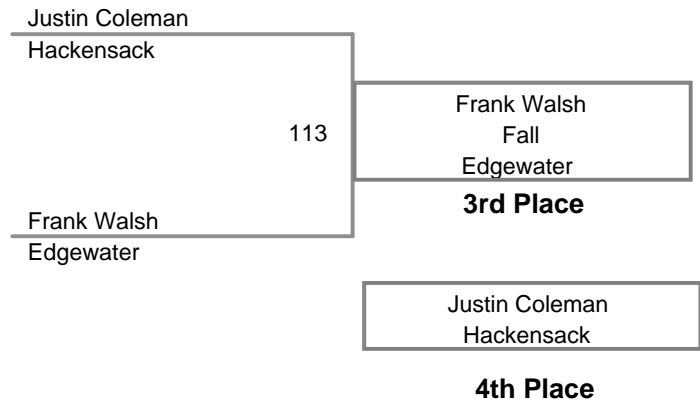 Justin Coleman
Hackensack
113
Frank Walsh
Fall
Edgewater
3rd Place
Frank Walsh
Edgewater
Justin Coleman
Hackensack
4th Place